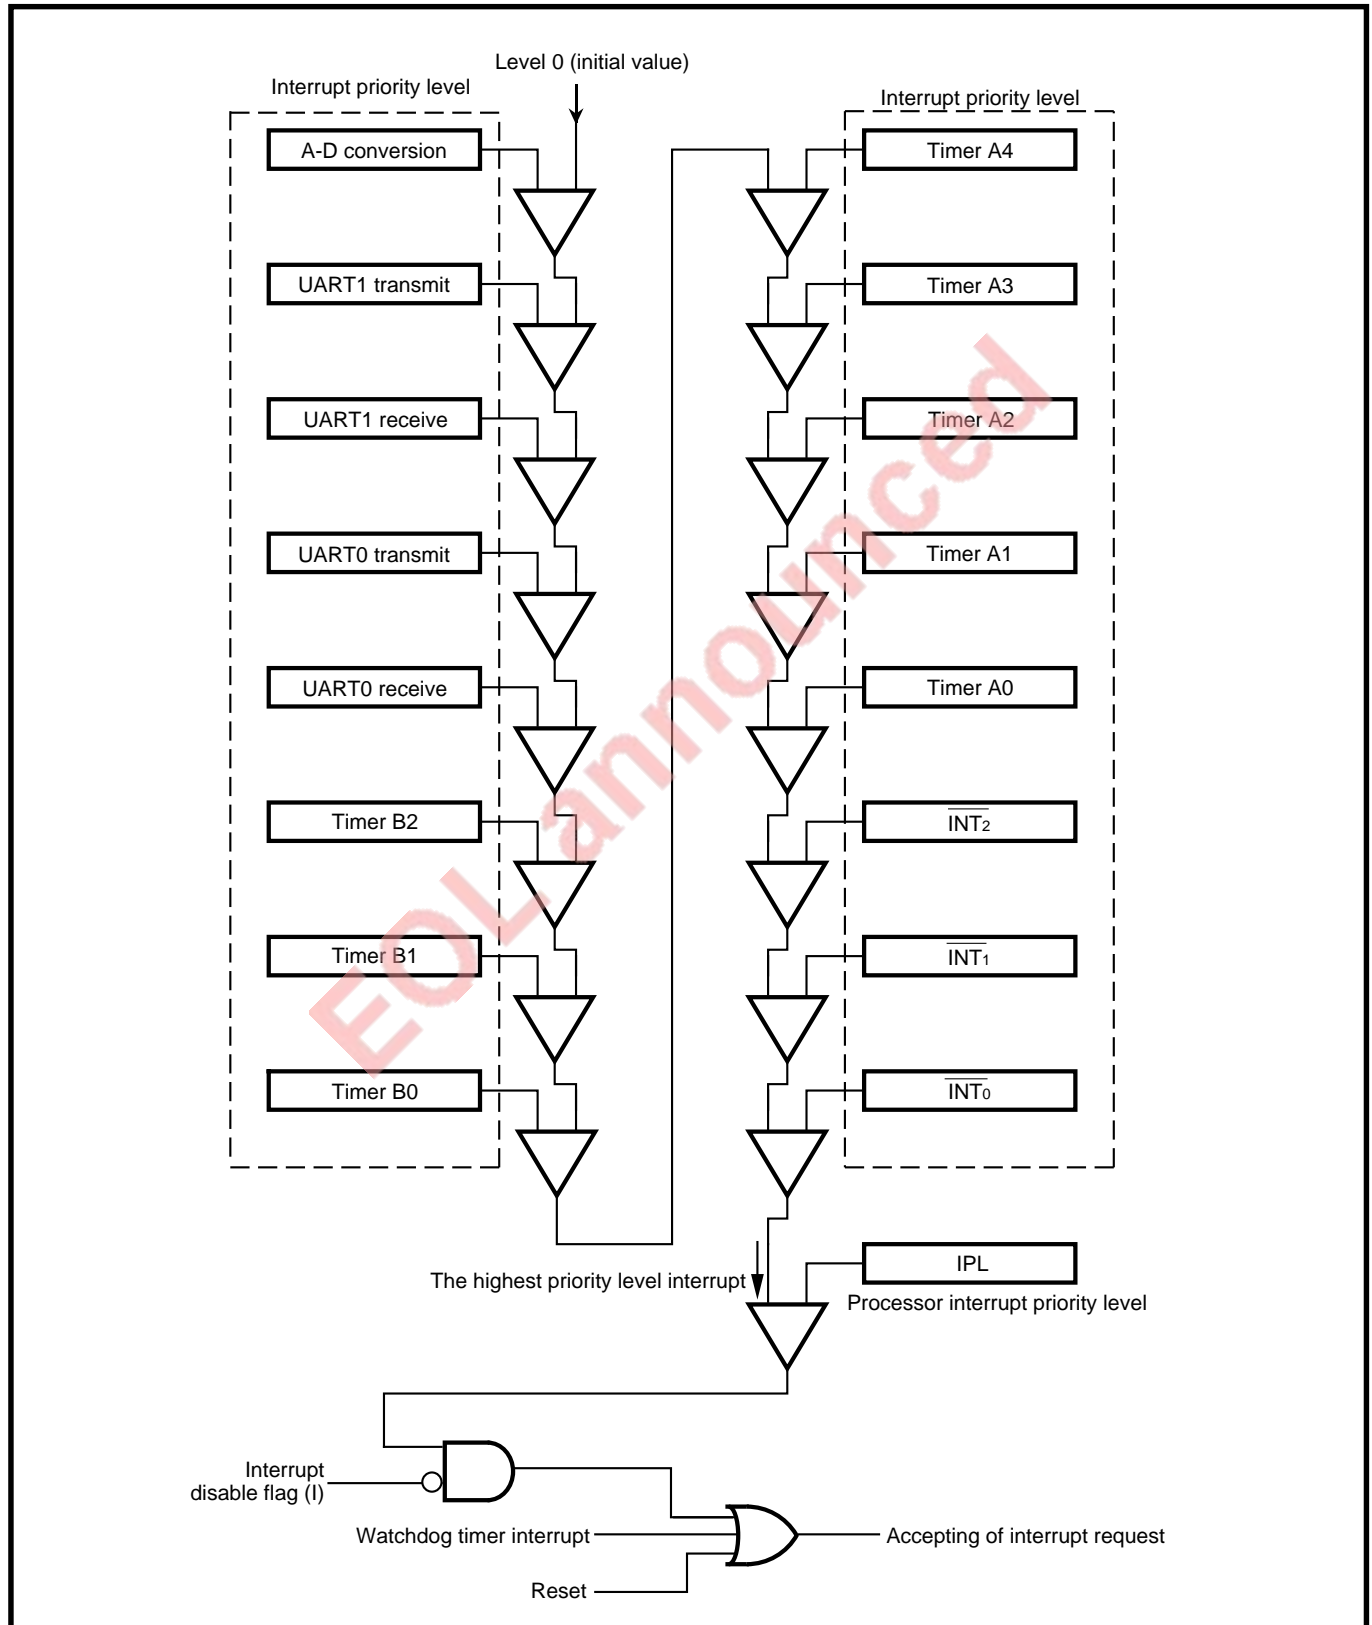 Level 0 (initial value)
Interrupt priority level
Interrupt priority level
A-D conversion
Timer A4
UART1 transmit
Timer A3
UART1 receive
Timer A2
UART0 transmit
Timer A1
UART0 receive
Timer A0
Timer B2
INT2
Timer B1
INT1
Timer B0
INT0
IPL
The highest priority level interrupt
Processor interrupt priority level
Interrupt
disable flag (I)
Watchdog timer interrupt
Accepting of interrupt request
Reset
EOL announced